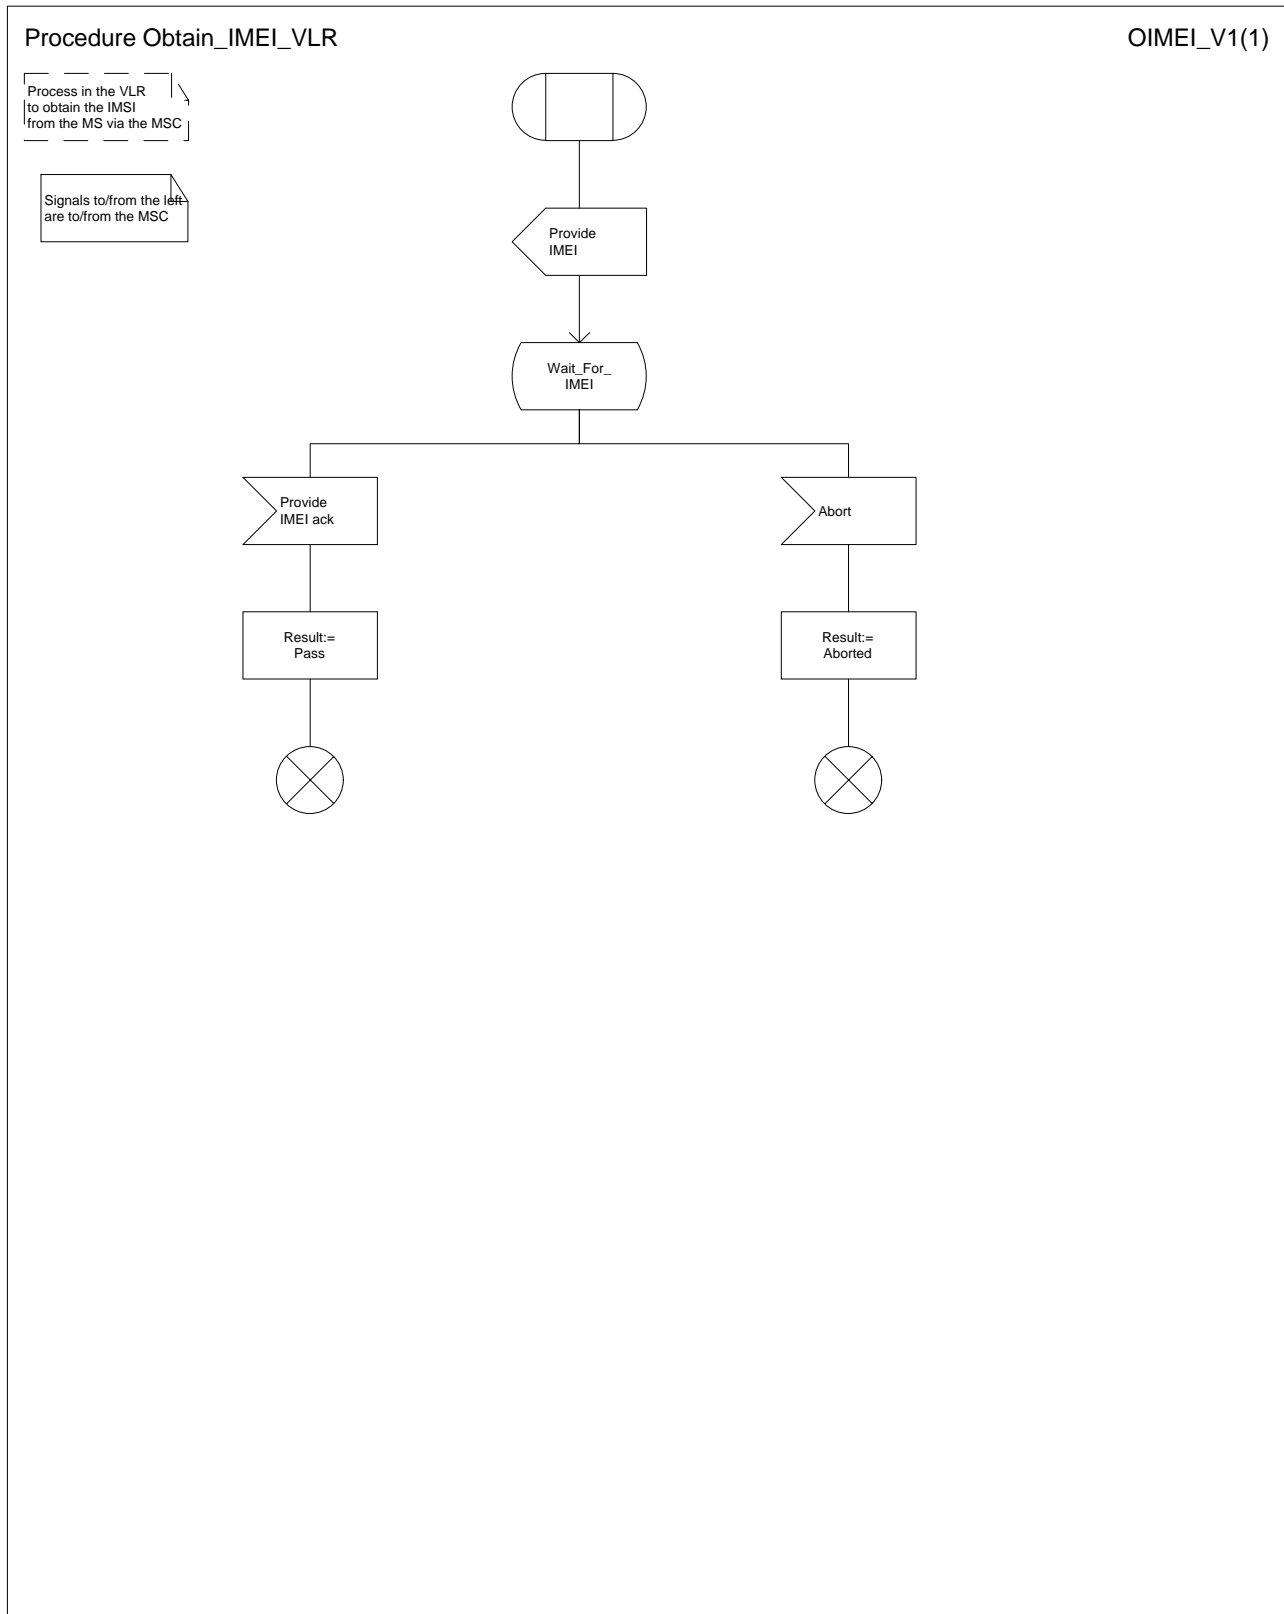 Procedure Obtain_IMEI_VLR
OIMEI_V1(1)
Process in the VLR
to obtain the IMSI
from the MS via the MSC
Signals to/from the left
are to/from the MSC
Provide
IMEI
Wait_For_
IMEI
Provide
IMEI ack
Abort
Result:=
Pass
Result:=
Aborted